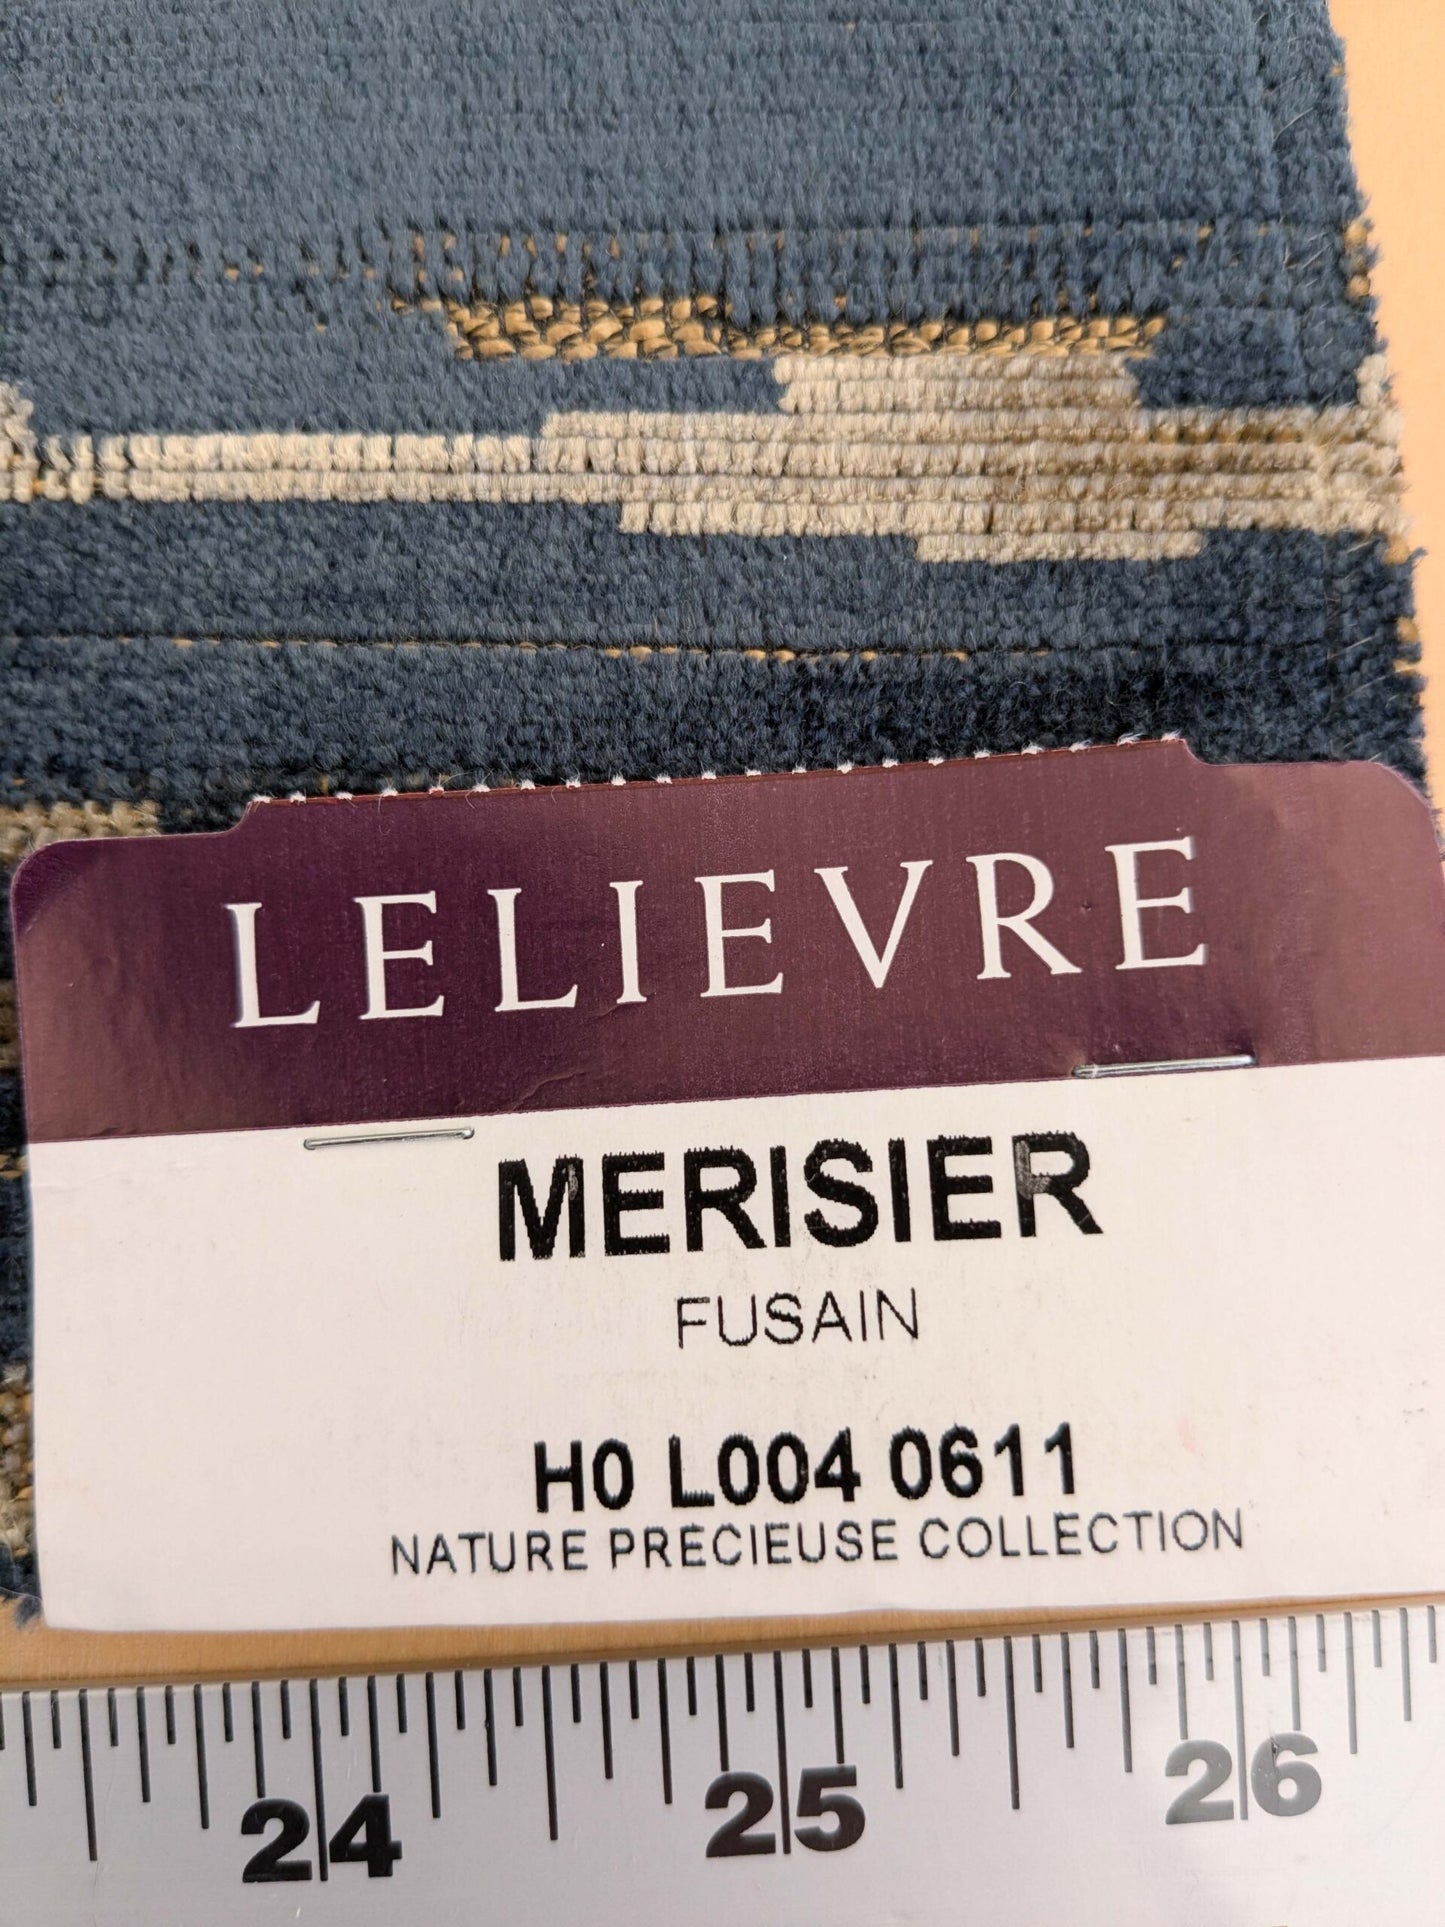 LELIEVRE
MERISIER
FUSAIN
H0 L004 0611
NATURE PRECIEUSE COLLECTION
24 25 26